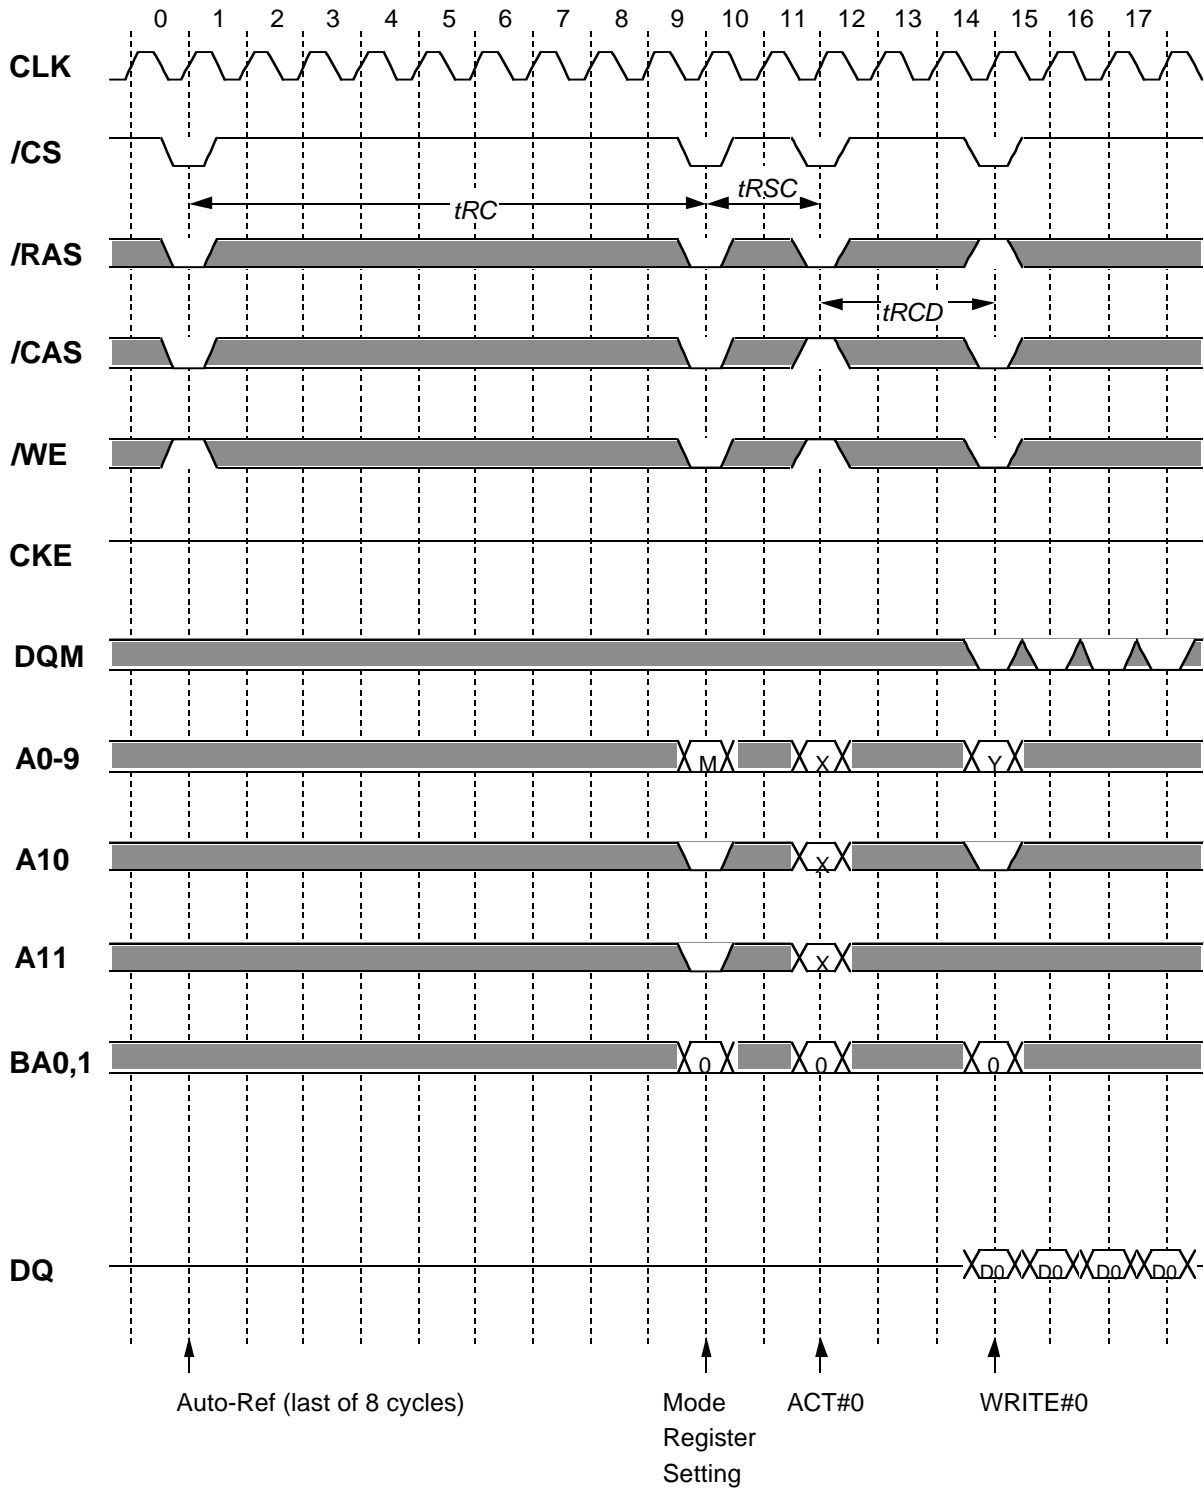 0 1 2 3 4 5 6 7 8 9 10 11 12 13 14 15 16 17
CLK
/CS
tRC
tRSC
/RAS
tRCD
/CAS
/WE
CKE
DQM
A0-9 M X Y
A10 X
A11 X
BA0,1 0 0 0
DQ D0 D0 D0 D0
Auto-Ref (last of 8 cycles)
Mode
Register
Setting
ACT#0
WRITE#0